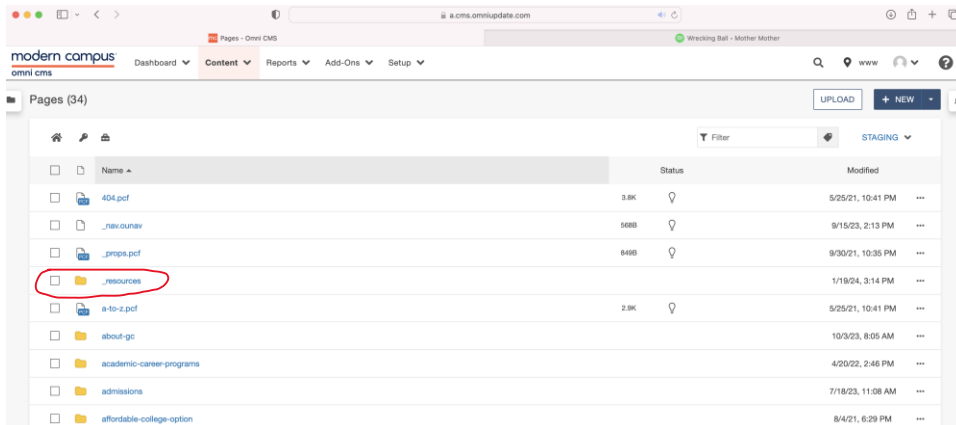 a.cms.omniupdate.com
mc Pages - Omni CMS
Wrecking Ball - Mother Mother
modern campus
omni cms
Dashboard Content Reports Add-Ons Setup
www
Pages (34)
UPLOAD + NEW
Filter STAGING
Name Status Modified
404.pcf 3.8K 5/25/21, 10:41 PM
_nav.ounav 568B 9/15/23, 2:13 PM
_props.pcf 849B 9/30/21, 10:35 PM
_resources 1/19/24, 3:14 PM
a-to-z.pcf 2.9K 5/25/21, 10:41 PM
about-gc 10/3/23, 8:05 AM
academic-career-programs 4/20/22, 2:46 PM
admissions 7/18/23, 11:08 AM
affordable-college-option 8/4/21, 6:29 PM